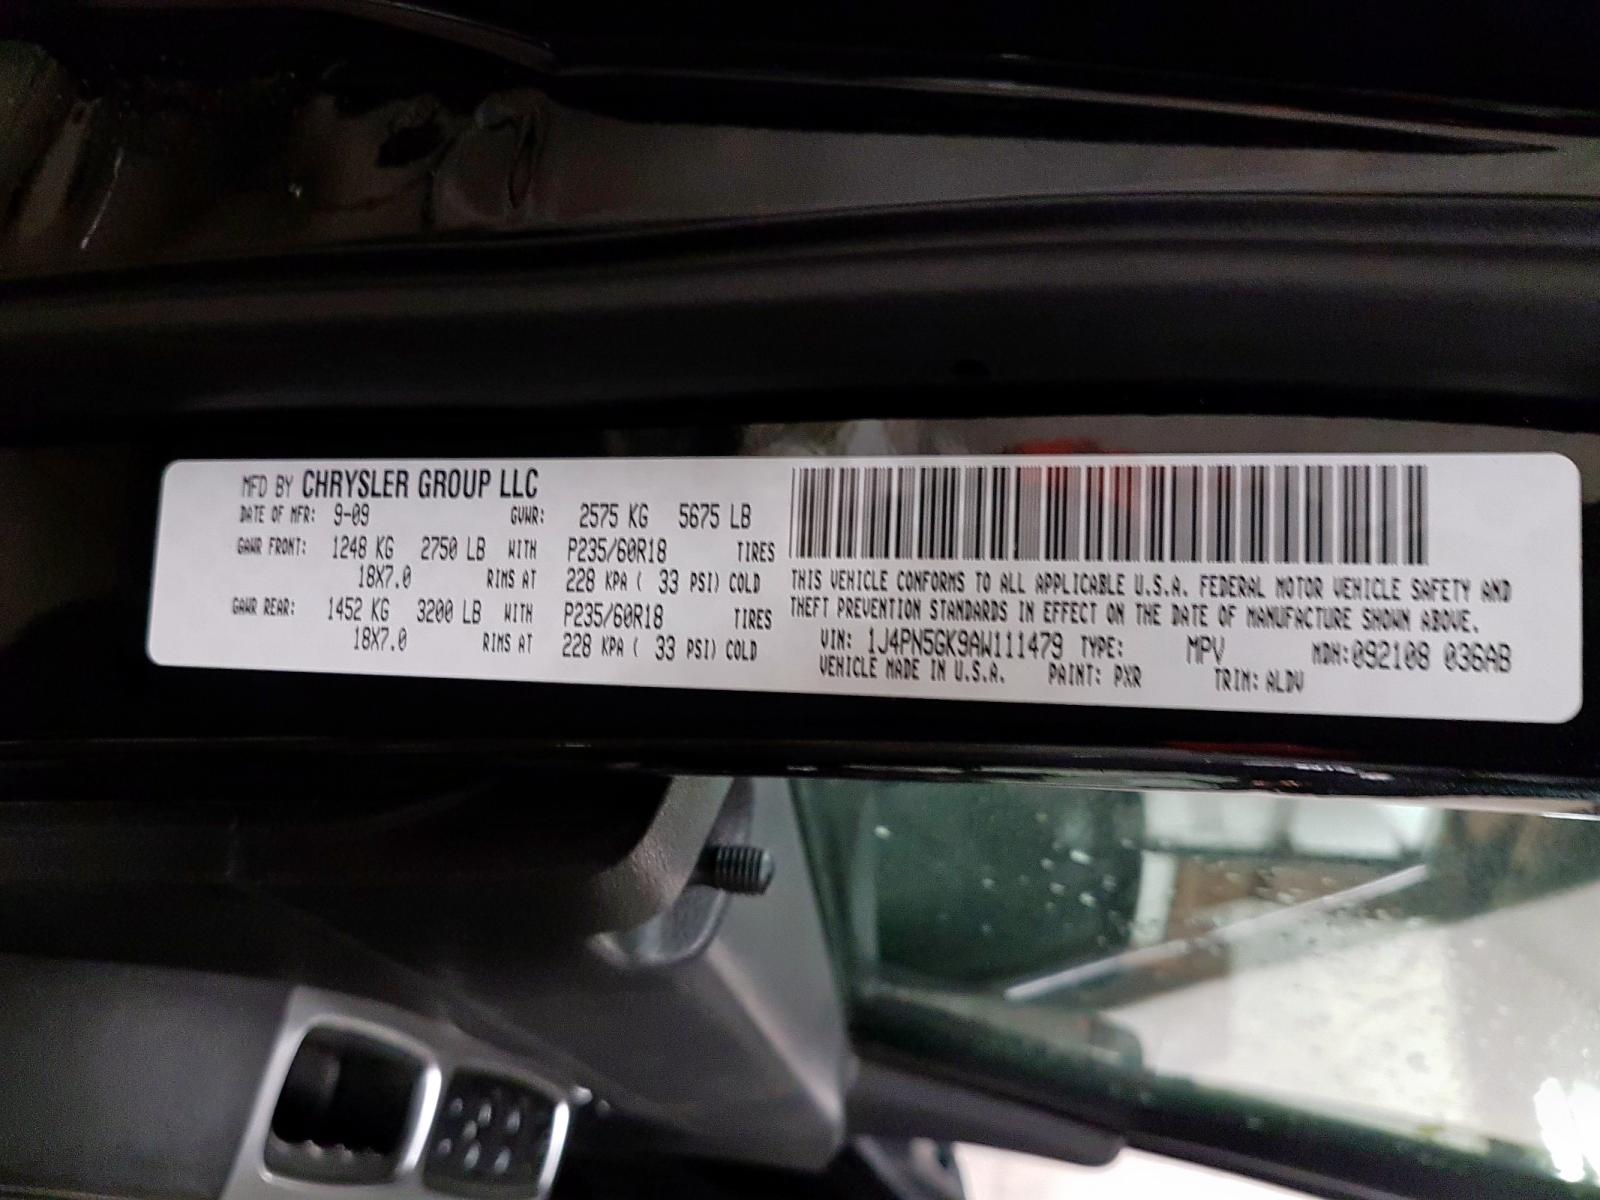 MFD BY CHRYSLER GROUP LLC
DATE OF MFR: 9-09 GVWR: 2575 KG 5675 LB
GAWR FRONT: 1248 KG 2750 LB WITH P235/60R18 TIRES
18X7.0 RIMS AT 228 KPA ( 33 PSI) COLD
GAWR REAR: 1452 KG 3200 LB WITH P235/60R18 TIRES
18X7.0 RIMS AT 228 KPA ( 33 PSI) COLD
THIS VEHICLE CONFORMS TO ALL APPLICABLE U.S.A. FEDERAL MOTOR VEHICLE SAFETY AND
THEFT PREVENTION STANDARDS IN EFFECT ON THE DATE OF MANUFACTURE SHOWN ABOVE.
VIN: 1J4PN5GK9AW111479 TYPE: MPV MDH:092108 036AB
VEHICLE MADE IN U.S.A. PAINT: PXR TRIM: ALDV